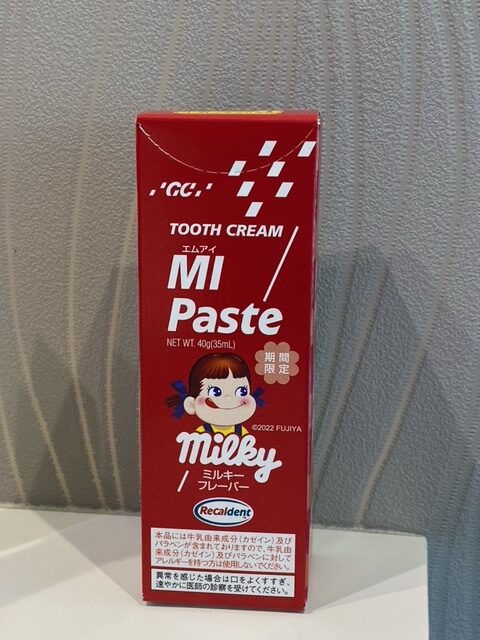 GC
TOOTH CREAM
エムアイ
MI
Paste
NET WT. 40g(35mL)
期間
限定
©2022 FUJIYA
milky
ミルキー
フレーバー
Recaldent
本品には牛乳由来成分(カゼイン)及び
パラベンが含まれておりますので、牛乳由
来成分(カゼイン)及びパラベンに対して
アレルギーを持つ方は使用しないでください。
異常を感じた場合は口をよくすすぎ、
速やかに医師の診察を受けてください。